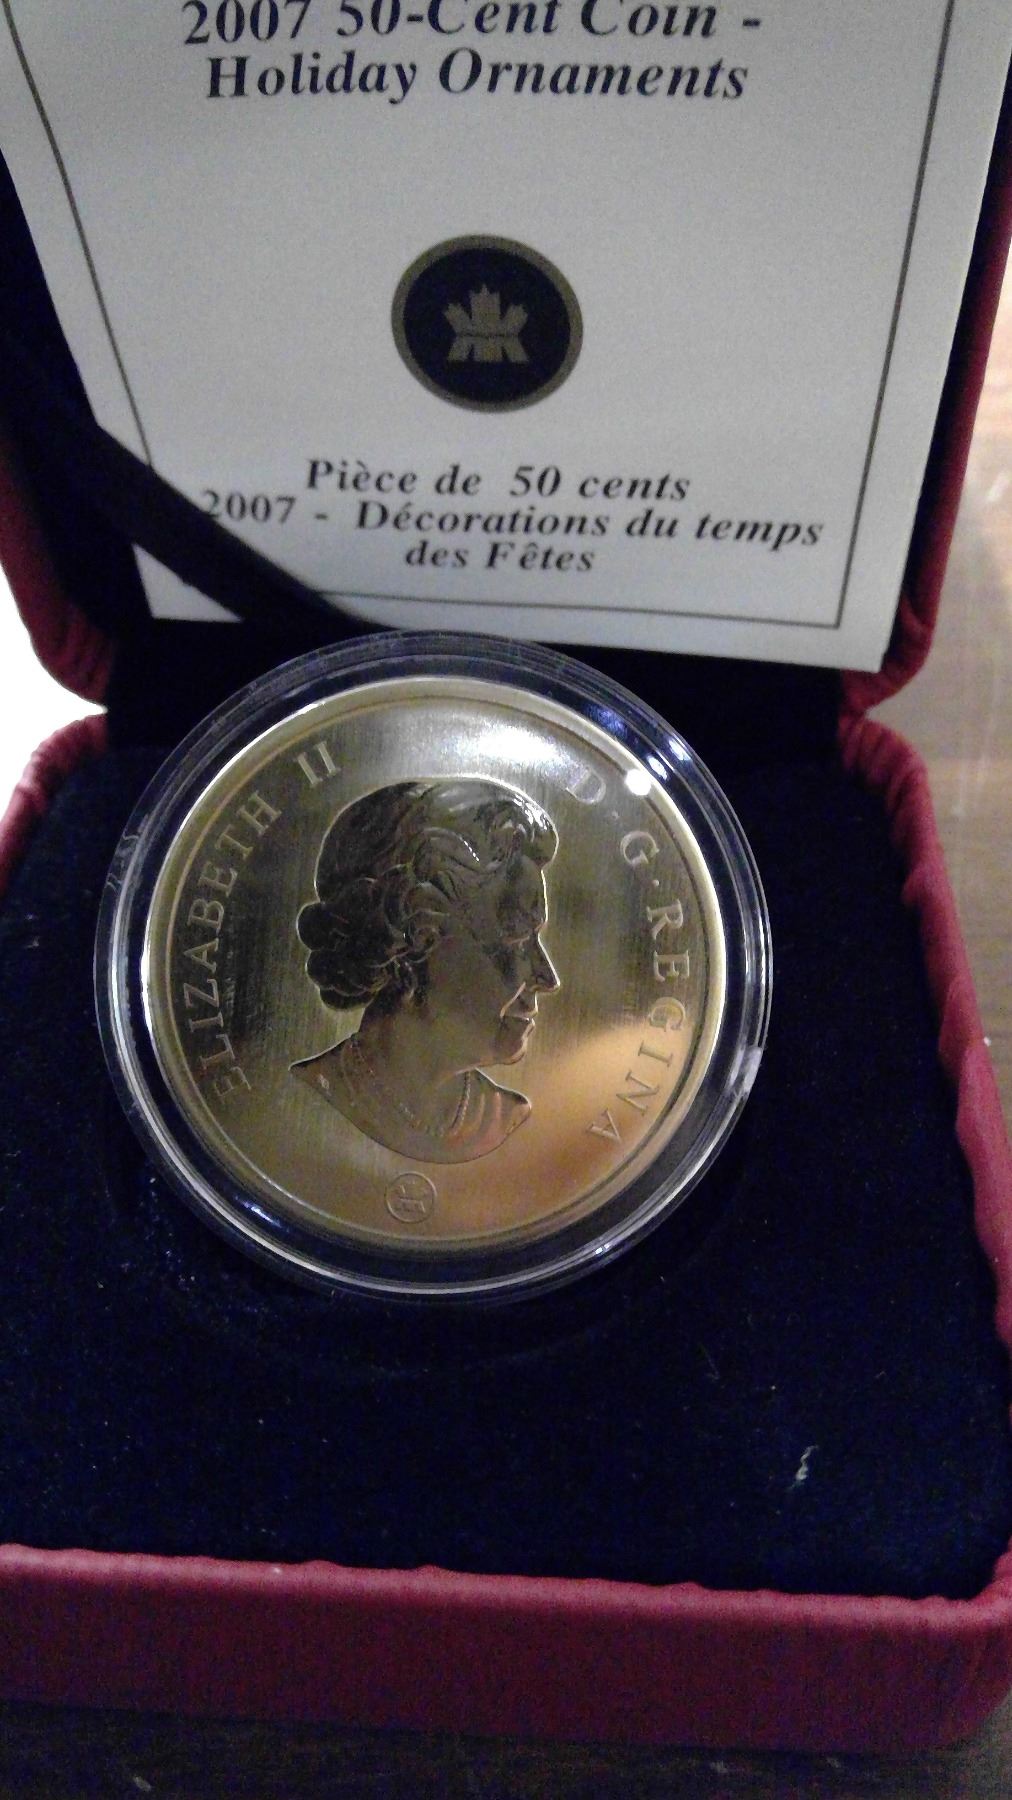 2007 50-Cent Coin -
Holiday Ornaments
Pièce de 50 cents
2007 - Décorations du temps
des Fêtes
ELIZABETH II D·G·REGINA